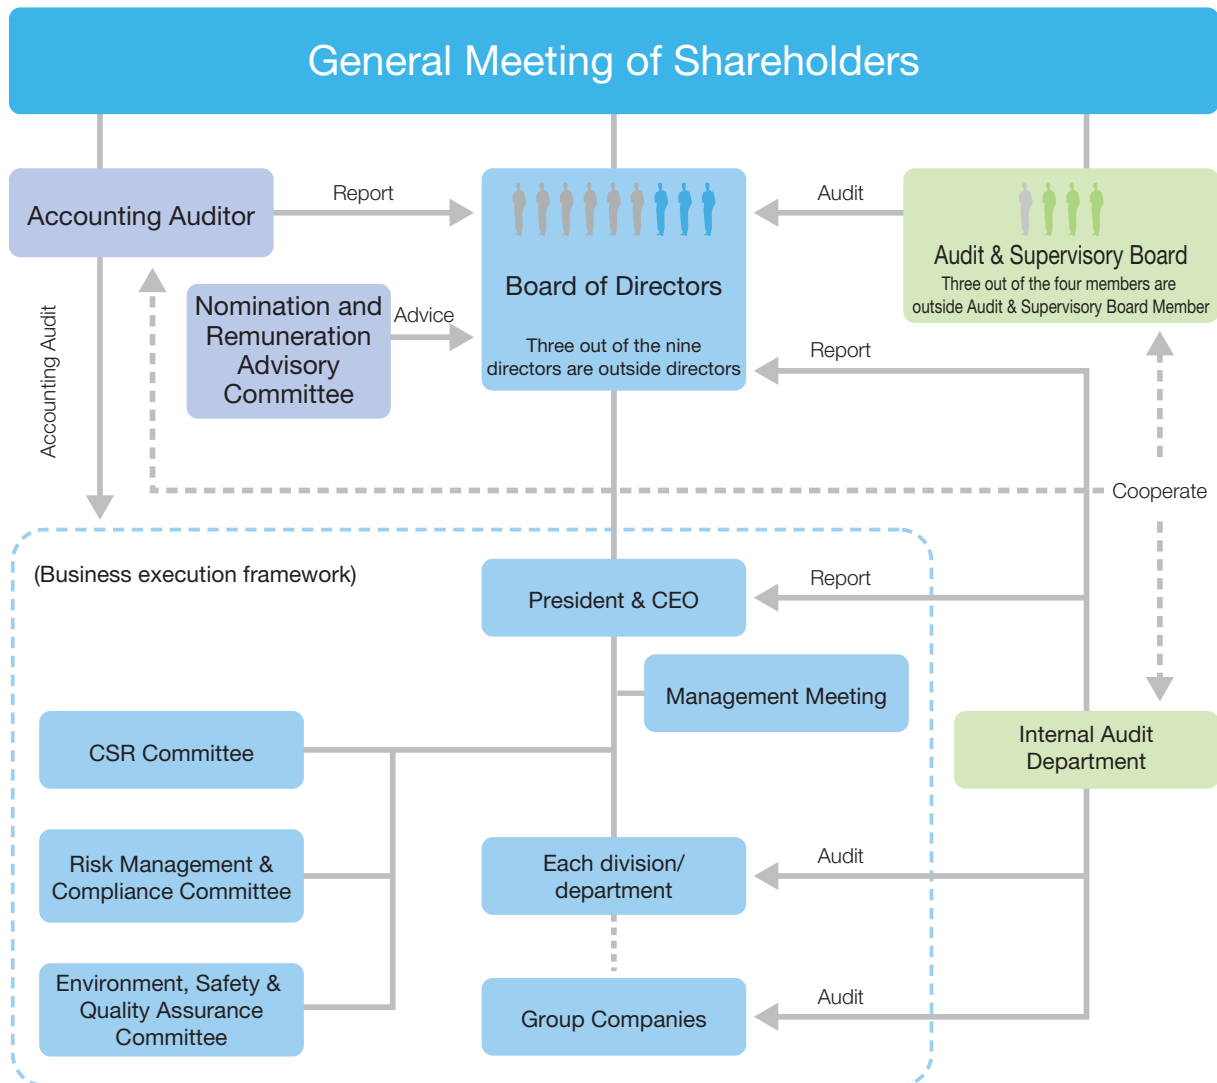 General Meeting of Shareholders
Accounting Auditor
Report
Board of Directors
Three out of the nine
directors are outside directors
Audit
Audit & Supervisory Board
Three out of the four members are
outside Audit & Supervisory Board Member
Nomination and
Remuneration
Advisory
Committee
Advice
Report
Accounting Audit
Cooperate
(Business execution framework)
President & CEO
Report
Management Meeting
CSR Committee
Internal Audit
Department
Risk Management &
Compliance Committee
Each division/
department
Audit
Environment, Safety &
Quality Assurance
Committee
Group Companies
Audit